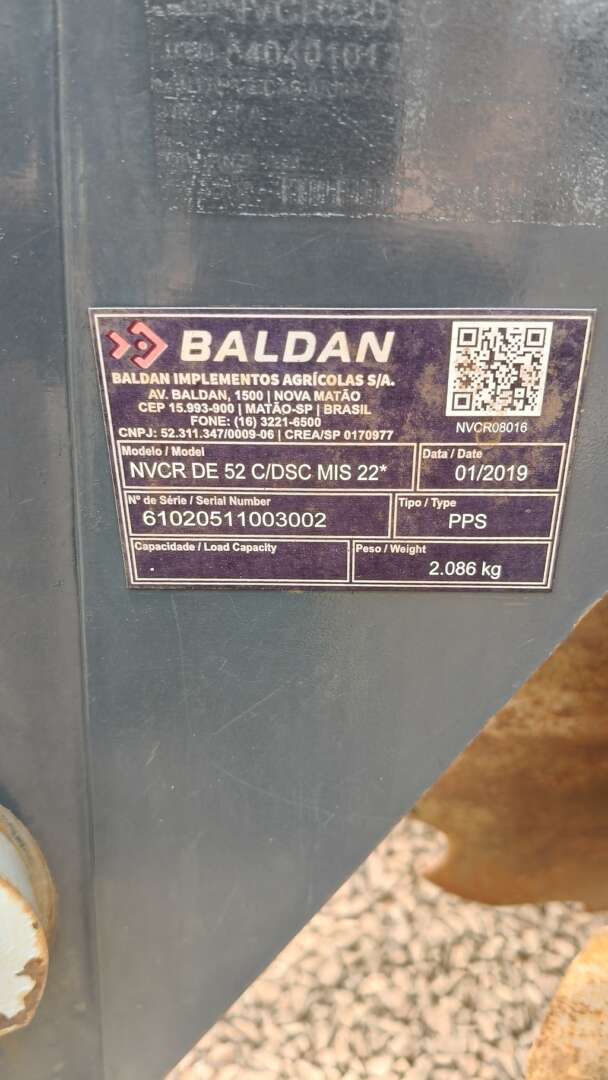 BALDAN
BALDAN IMPLEMENTOS AGRÍCOLAS S/A.
AV. BALDAN, 1500 | NOVA MATÃO
CEP 15.993-900 | MATÃO-SP | BRASIL
FONE: (16) 3221-6500
CNPJ: 52.311.347/0009-06 | CREA/SP 0170977
NVCR08016
Modelo / Model
NVCR DE 52 C/DSC MIS 22*
Data / Date
01/2019
Nº de Série / Serial Number
61020511003002
Tipo / Type
PPS
Capacidade / Load Capacity
.
Peso / Weight
2.086 kg